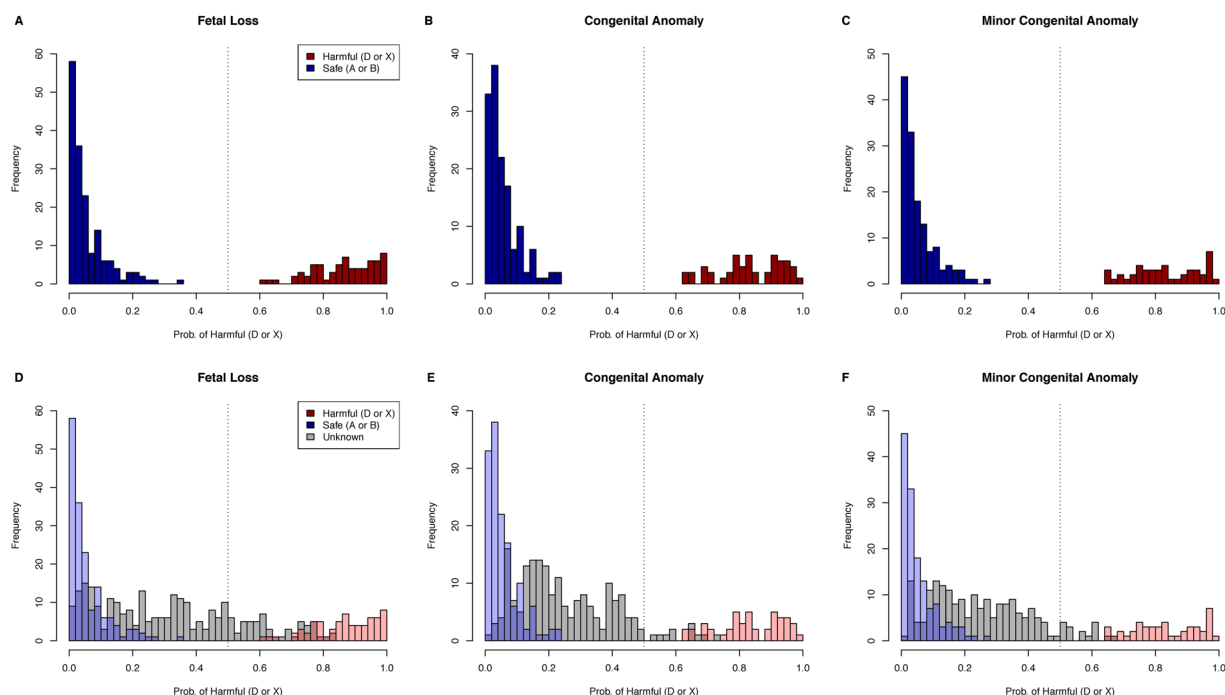 A
Fetal Loss
Frequency
60
50
40
30
20
10
0
0.0 0.2 0.4 0.6 0.8 1.0
Prob. of Harmful (D or X)
Harmful (D or X)
Safe (A or B)
B
Congenital Anomaly
Frequency
40
30
20
10
0
0.0 0.2 0.4 0.6 0.8 1.0
Prob. of Harmful (D or X)
C
Minor Congenital Anomaly
Frequency
50
40
30
20
10
0
0.0 0.2 0.4 0.6 0.8 1.0
Prob. of Harmful (D or X)
D
Fetal Loss
Frequency
60
50
40
30
20
10
0
0.0 0.2 0.4 0.6 0.8 1.0
Prob. of Harmful (D or X)
Harmful (D or X)
Safe (A or B)
Unknown
E
Congenital Anomaly
Frequency
40
30
20
10
0
0.0 0.2 0.4 0.6 0.8 1.0
Prob. of Harmful (D or X)
F
Minor Congenital Anomaly
Frequency
50
40
30
20
10
0
0.0 0.2 0.4 0.6 0.8 1.0
Prob. of Harmful (D or X)